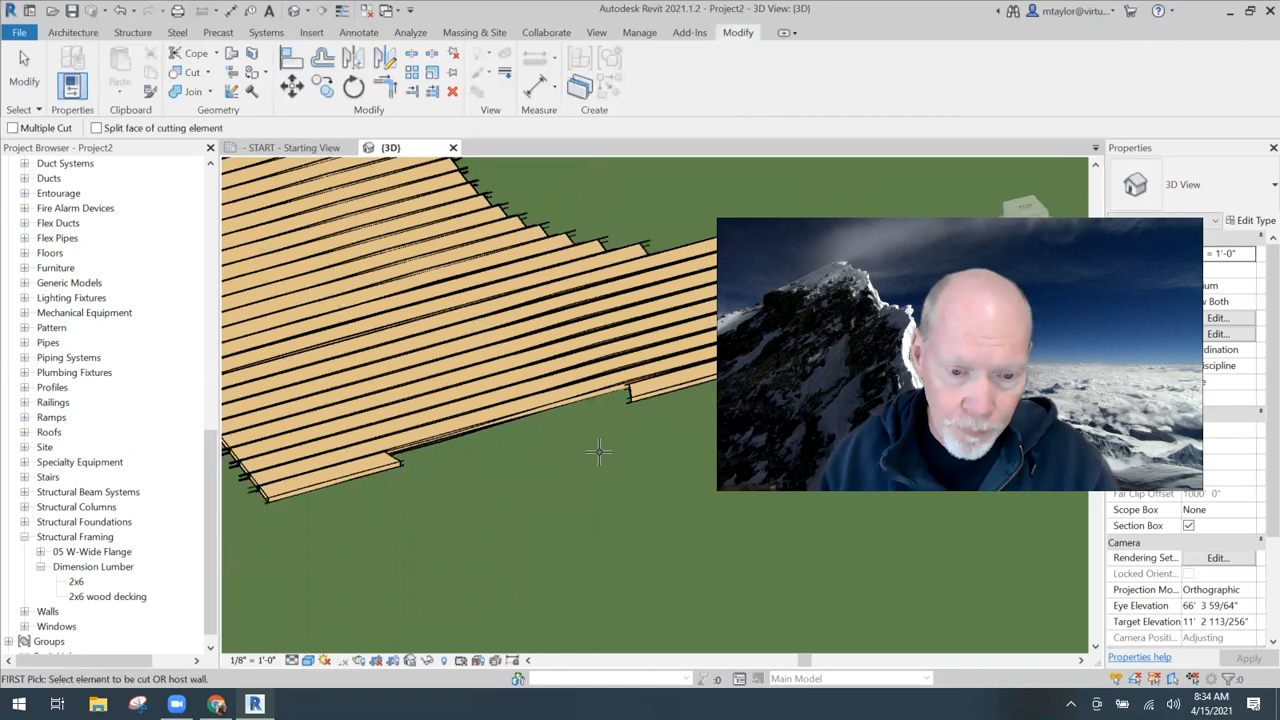 Autodesk Revit 2021.1.2 - Project2 - 3D View: {3D}
mtaylor@virtu...
File Architecture Structure Steel Precast Systems Insert Annotate Analyze Massing & Site Collaborate View Manage Add-Ins Modify
Modify
Paste
Cope
Cut
Join
Select Properties Clipboard Geometry Modify View Measure Create
Multiple Cut Split face of cutting element
Project Browser - Project2
- START - Starting View
{3D}
Properties
Duct Systems
Ducts
Entourage
Fire Alarm Devices
Flex Ducts
Flex Pipes
Floors
Furniture
Generic Models
Lighting Fixtures
Mechanical Equipment
Pattern
Pipes
Piping Systems
Plumbing Fixtures
Profiles
Railings
Ramps
Roofs
Site
Specialty Equipment
Stairs
Structural Beam Systems
Structural Columns
Structural Foundations
Structural Framing
05 W-Wide Flange
Dimension Lumber
2x6
2x6 wood decking
Walls
Windows
Groups
TOP
3D View
Edit Type
= 1'-0"
Edit...
Edit...
Far Clip Offset 1000' 0"
Scope Box None
Section Box
Camera
Rendering Set... Edit...
Locked Orient...
Projection Mo... Orthographic
Eye Elevation 66' 3 59/64"
Target Elevation 11' 2 113/256"
Camera Positi... Adjusting
Properties help Apply
1/8" = 1'-0"
FIRST Pick: Select element to be cut OR host wall.
:0
Main Model
:0
8:34 AM
4/15/2021